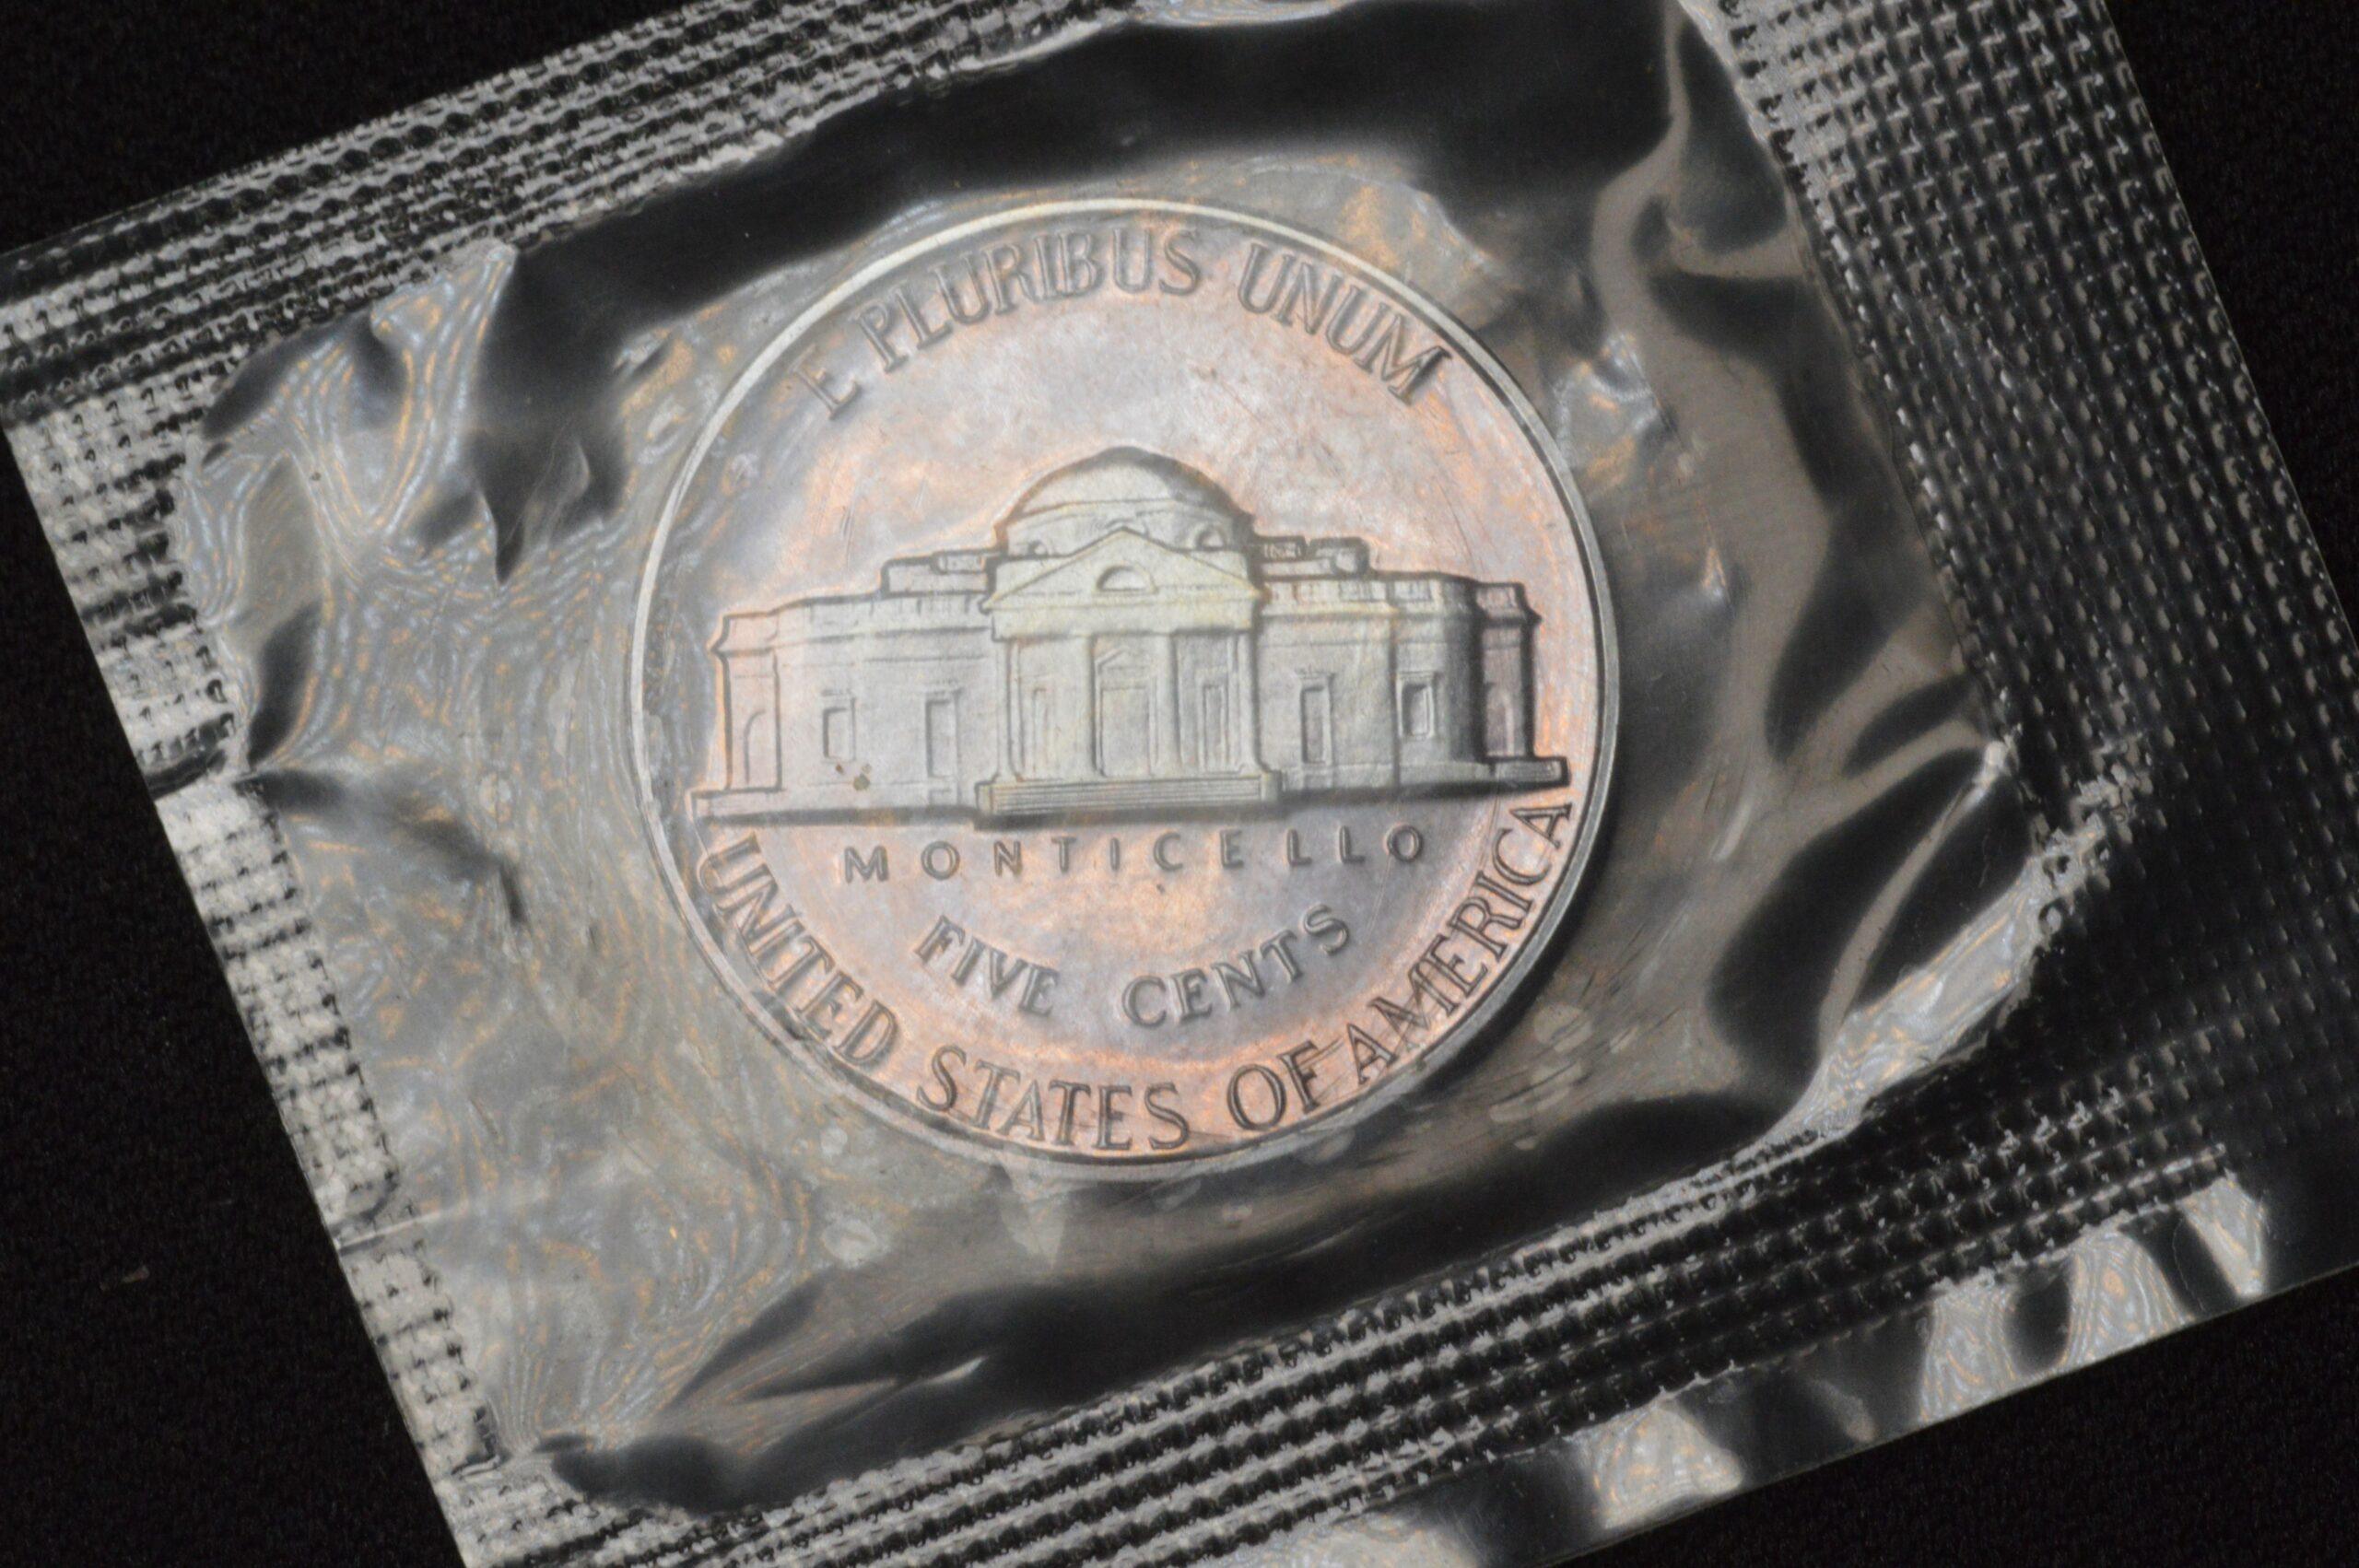 E PLURIBUS UNUM
MONTICELLO
FIVE CENTS
UNITED STATES OF AMERICA